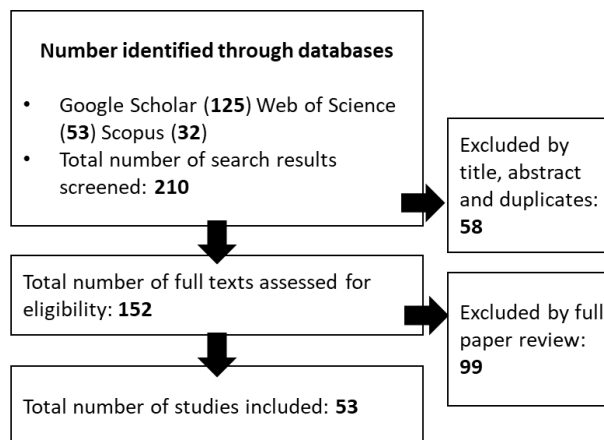 Number identified through databases
• Google Scholar (125) Web of Science
(53) Scopus (32)
• Total number of search results
screened: 210
Excluded by
title, abstract
and duplicates:
58
Total number of full texts assessed for
eligibility: 152
Excluded by full
paper review:
99
Total number of studies included: 53